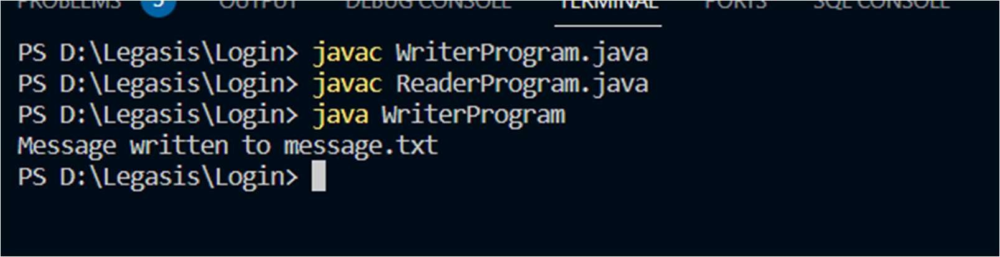 PROBLEMS OUTPUT DEBUG CONSOLE TERMINAL PORTS SQL CONSOLE
PS D:\Legasis\Login> javac WriterProgram.java
PS D:\Legasis\Login> javac ReaderProgram.java
PS D:\Legasis\Login> java WriterProgram
Message written to message.txt
PS D:\Legasis\Login>